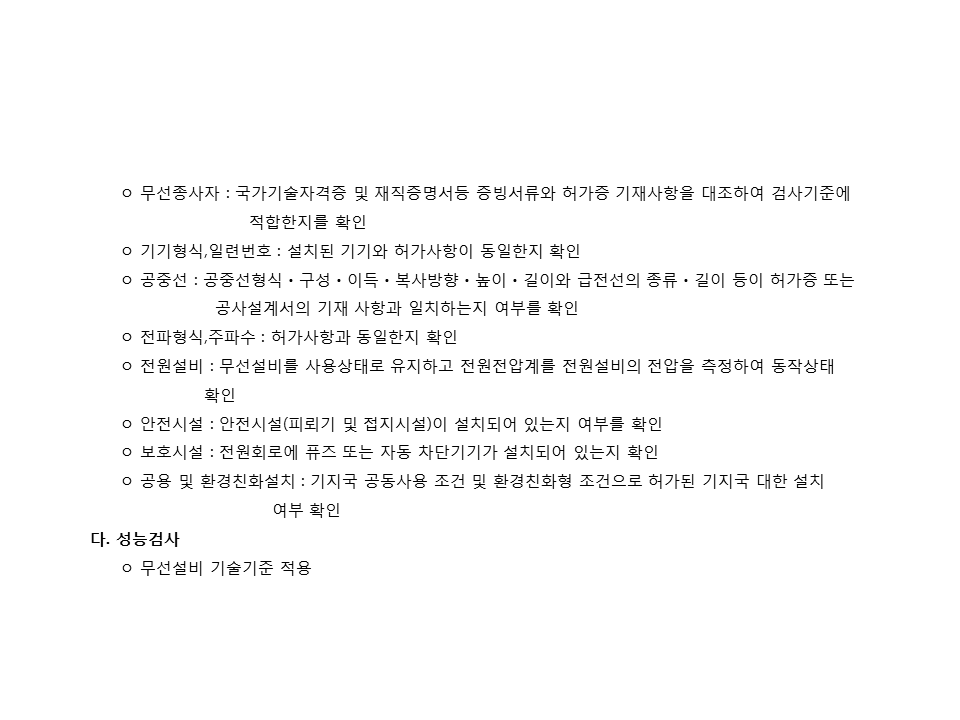 ㅇ 무선종사자 : 국가기술자격증 및 재직증명서등 증빙서류와 허가증 기재사항을 대조하여 검사기준에
적합한지를 확인
ㅇ 기기형식,일련번호 : 설치된 기기와 허가사항이 동일한지 확인
ㅇ 공중선 : 공중선형식·구성·이득·복사방향·높이·길이와 급전선의 종류·길이 등이 허가증 또는
공사설계서의 기재 사항과 일치하는지 여부를 확인
ㅇ 전파형식,주파수 : 허가사항과 동일한지 확인
ㅇ 전원설비 : 무선설비를 사용상태로 유지하고 전원전압계를 전원설비의 전압을 측정하여 동작상태
확인
ㅇ 안전시설 : 안전시설(피뢰기 및 접지시설)이 설치되어 있는지 여부를 확인
ㅇ 보호시설 : 전원회로에 퓨즈 또는 자동 차단기기가 설치되어 있는지 확인
ㅇ 공용 및 환경친화설치 : 기지국 공동사용 조건 및 환경친화형 조건으로 허가된 기지국 대한 설치
여부 확인
다. 성능검사
ㅇ 무선설비 기술기준 적용